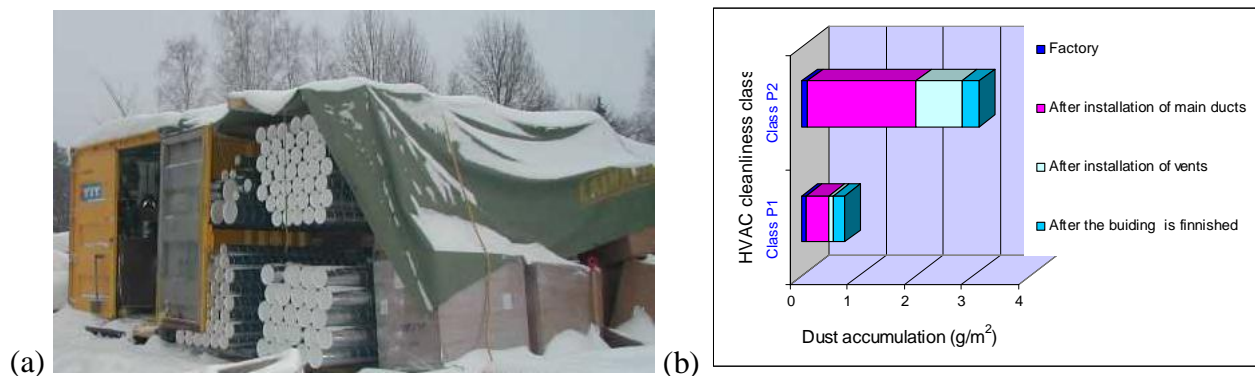 (a)
(b)
HVAC cleanliness class
Class P2
Class P1
0 1 2 3 4
Dust accumulation (g/m²)
Factory
After installation of main ducts
After installation of vents
After the buiding is finnished